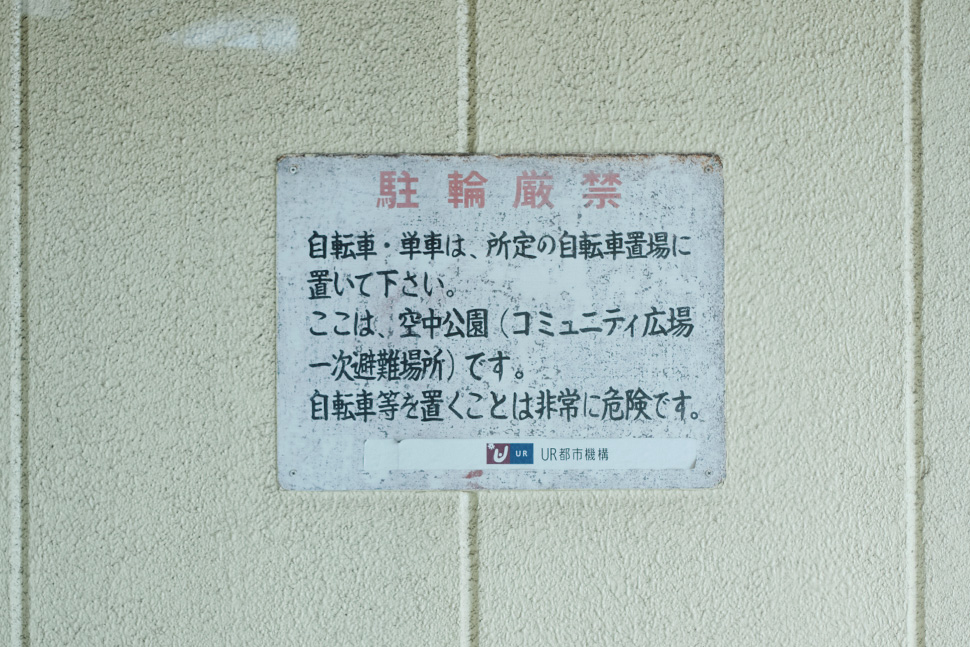 駐輪厳禁
自転車・単車は、所定の自転車置場に
置いて下さい。
ここは、空中公園（コミュニティ広場
一次避難場所）です。
自転車等を置くことは非常に危険です。
UR UR都市機構